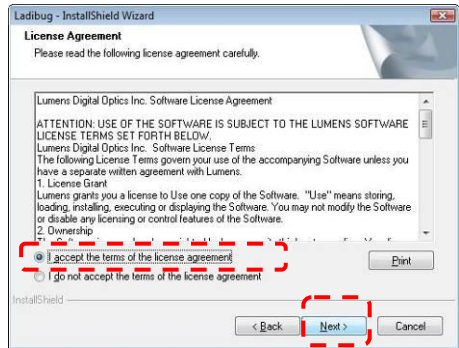 Ladibug - InstallShield Wizard
License Agreement
Please read the following license agreement carefully.
Lumens Digital Optics Inc. Software License Agreement
ATTENTION: USE OF THE SOFTWARE IS SUBJECT TO THE LUMENS SOFTWARE
LICENSE TERMS SET FORTH BELOW.
Lumens Digital Optics Inc. Software License Terms
The following License Terms govern your use of the accompanying Software unless you
have a separate written agreement with Lumens.
1. License Grant
Lumens grants you a license to Use one copy of the Software. "Use" means storing,
loading, installing, executing or displaying the Software. You may not modify the Software
or disable any licensing or control features of the Software.
2. Ownership
I accept the terms of the license agreement
Print
I do not accept the terms of the license agreement
InstallShield
< Back
Next >
Cancel